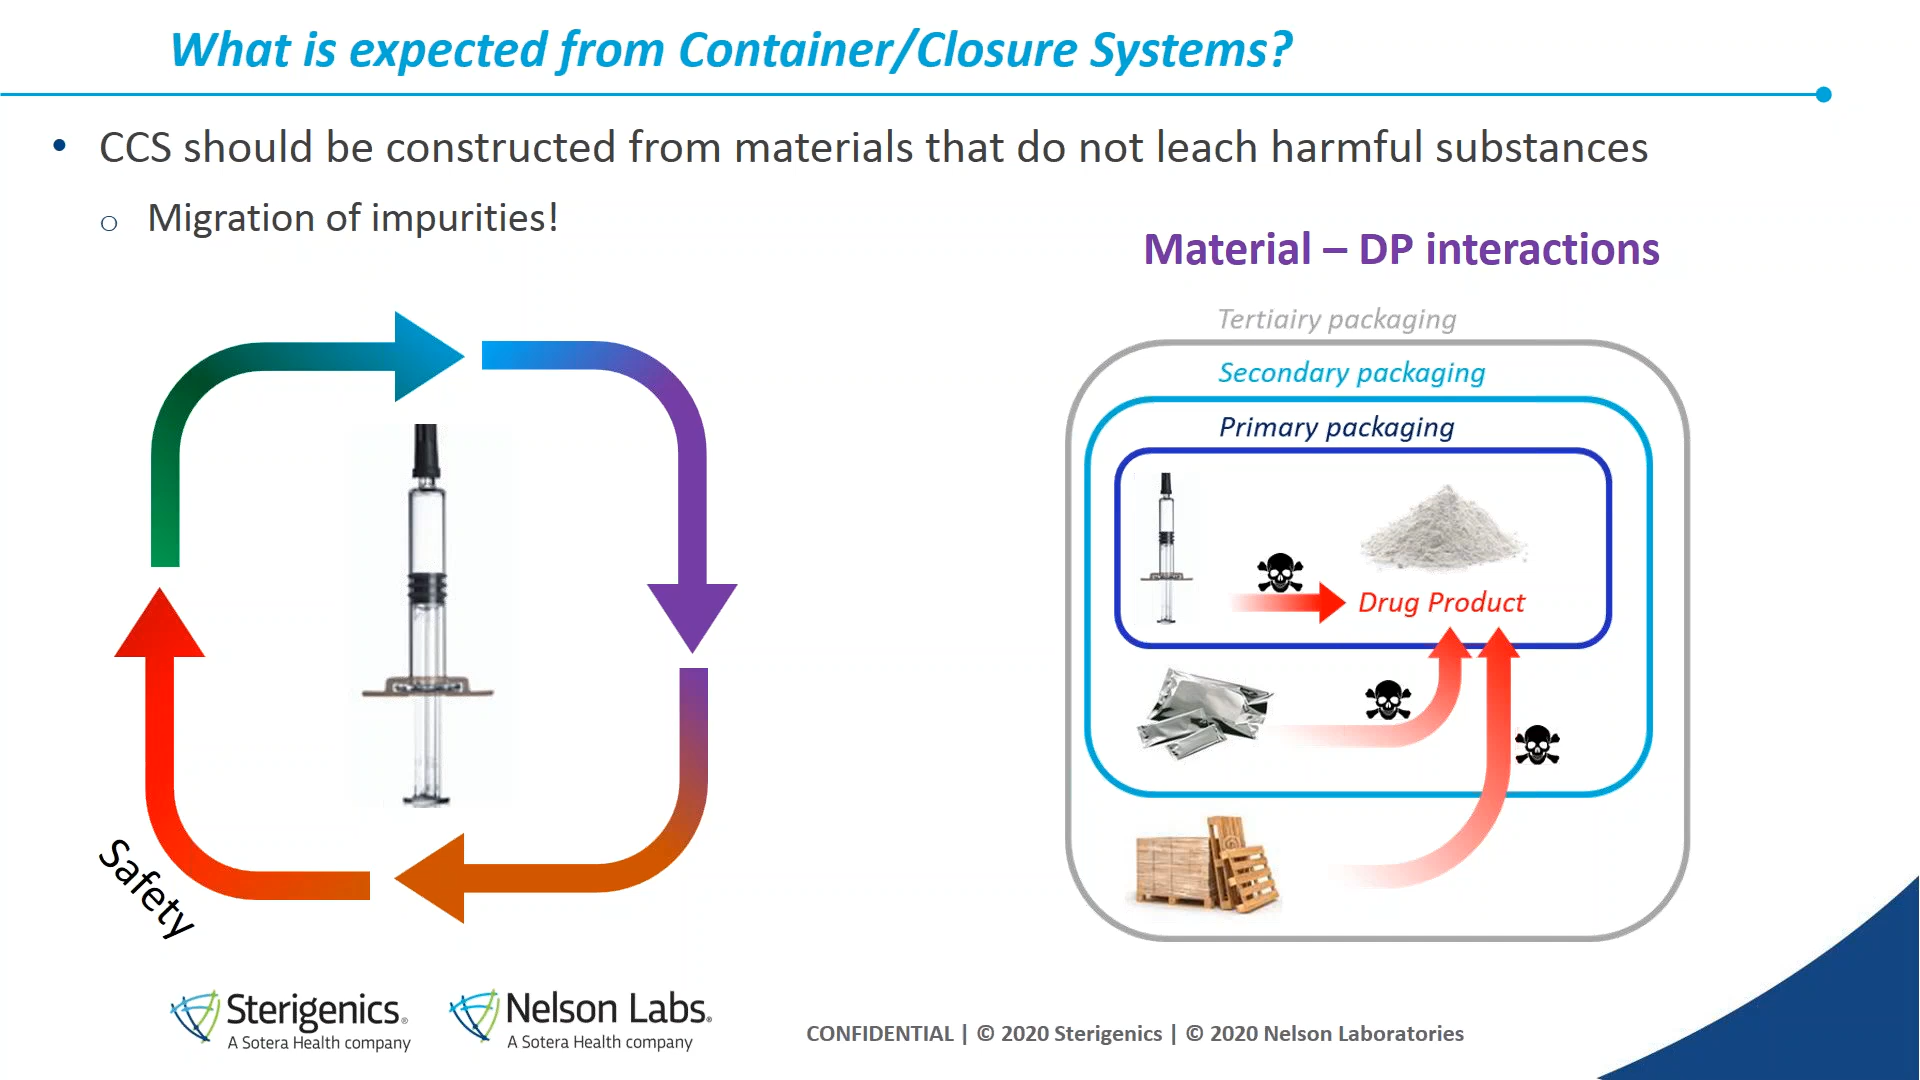 What is expected from Container/Closure Systems?
• CCS should be constructed from materials that do not leach harmful substances
o Migration of impurities!
Material – DP interactions
Tertiairy packaging
Secondary packaging
Primary packaging
Drug Product
Safety
Sterigenics®
A Sotera Health company
Nelson Labs®
A Sotera Health company
CONFIDENTIAL | © 2020 Sterigenics | © 2020 Nelson Laboratories